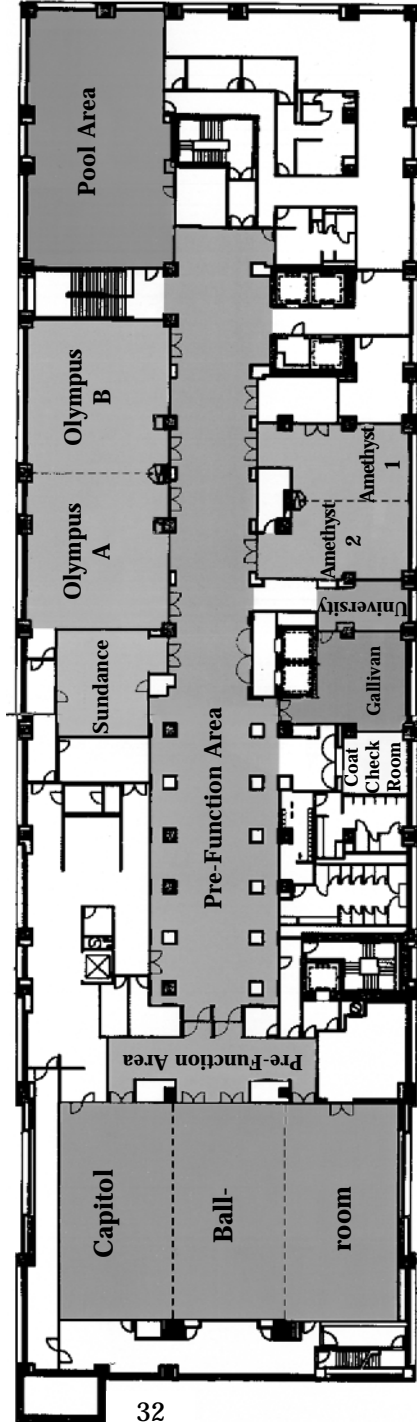 Pool Area
Olympus
B
Olympus
A
Sundance
Amethyst
1
Amethyst
2
University
Gallivan
Coat
Check
Room
Pre-Function Area
Pre-Function Area
Capitol
Ball-
room
32